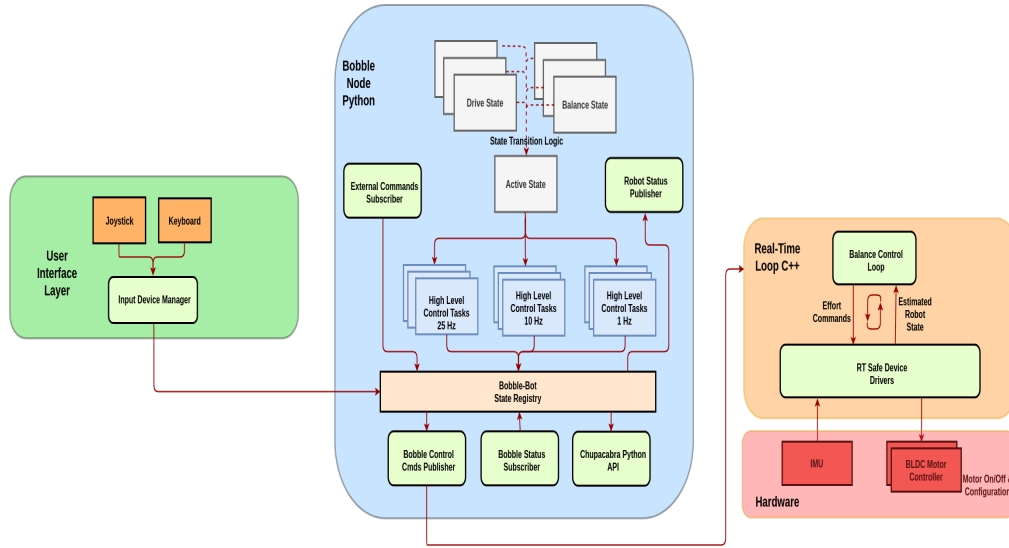 User
Interface
Layer
Joystick
Keyboard
Input Device Manager
Bobble
Node
Python
Drive State
Balance State
State Transition Logic
Active State
External Commands
Subscriber
Robot Status
Publisher
High Level
Control Tasks
25 Hz
High Level
Control Tasks
10 Hz
High Level
Control Tasks
1 Hz
Bobble-Bot
State Registry
Bobble Control
Cmds Publisher
Bobble Status
Subscriber
Chupacabra Python
API
Real-Time
Loop C++
Balance Control
Loop
Effort
Commands
Estimated
Robot
State
RT Safe Device
Drivers
IMU
BLDC Motor
Controller
Motor On/Off
Configuration
Hardware